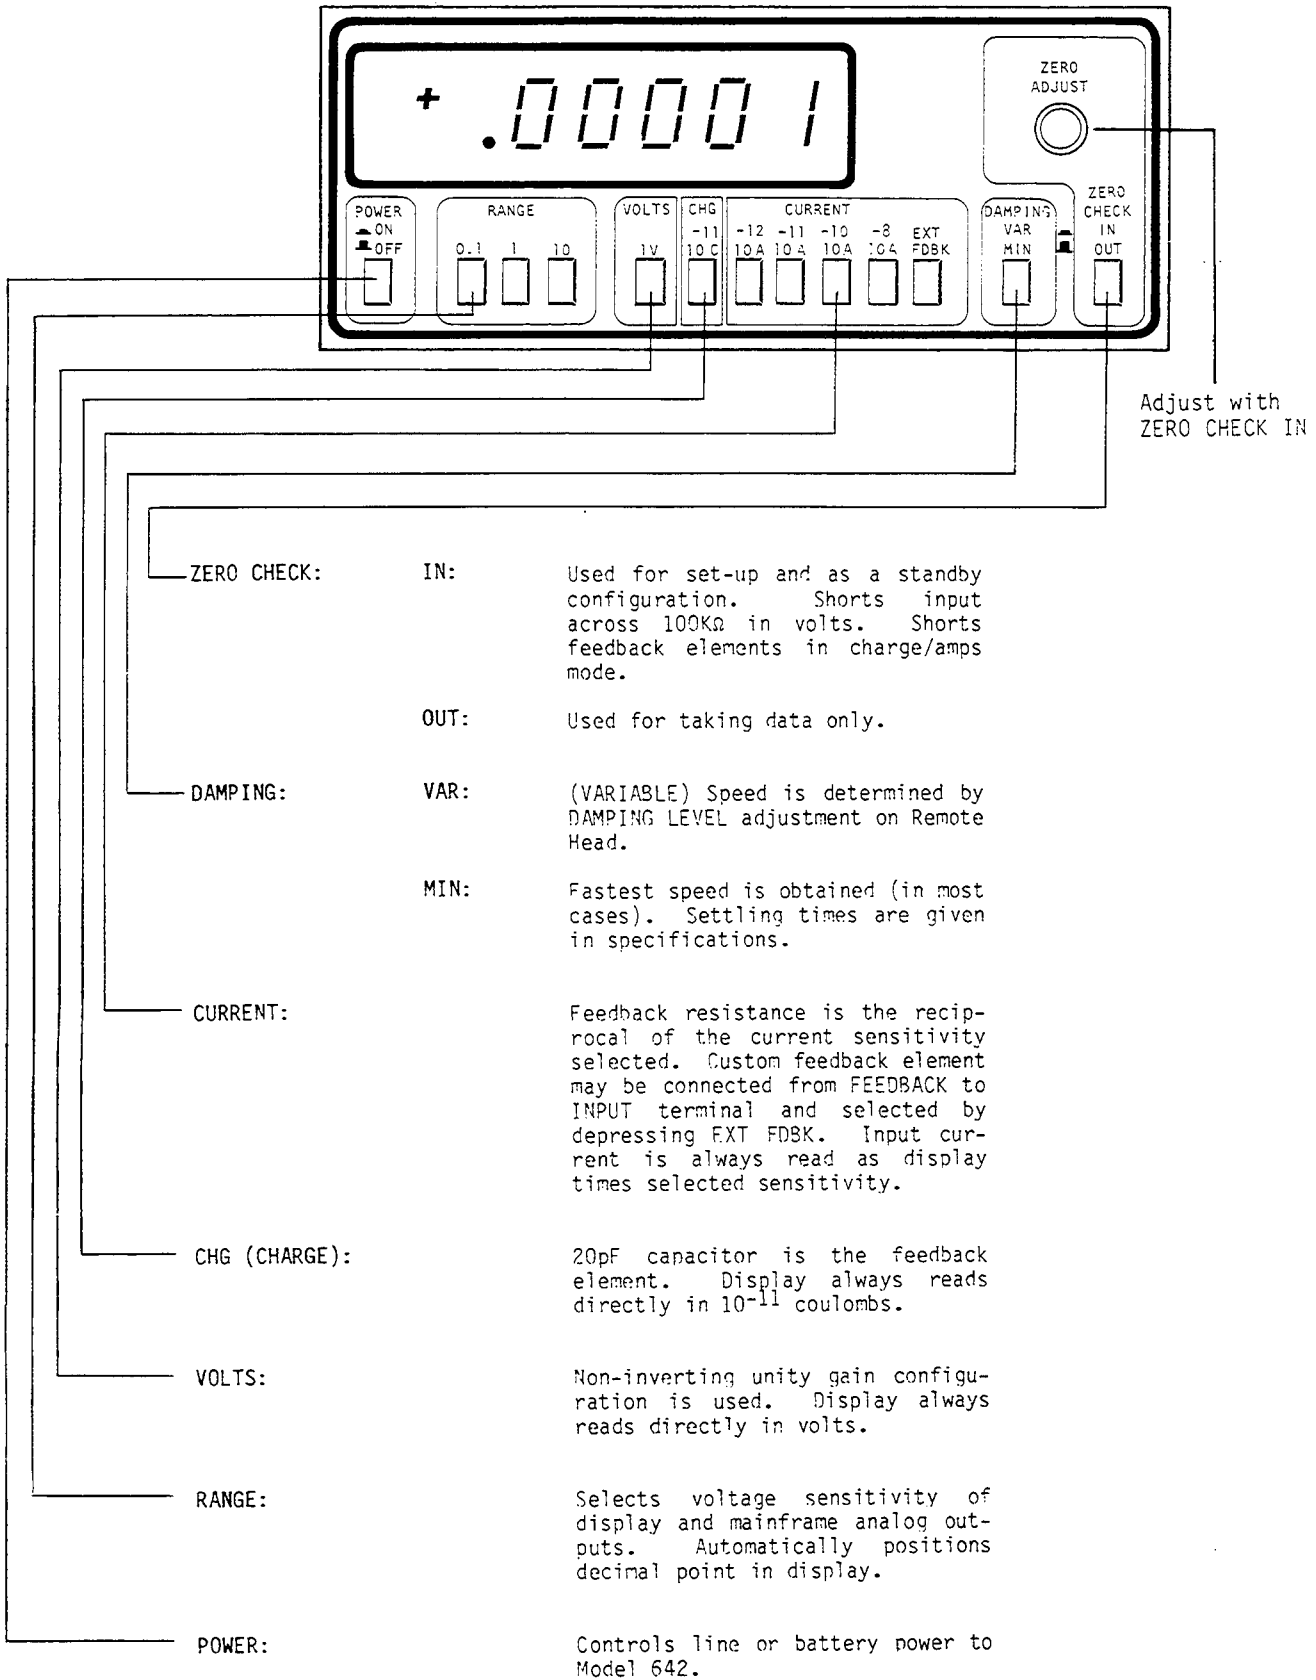 + .00001
ZERO
ADJUST
POWER
ON
OFF
RANGE
0.1 1 10
VOLTS
1V
CHG
-11
10 C
CURRENT
-12 -11 -10 -8 EXT
10A 10A 10A 10A FDBK
DAMPING
VAR
MIN
ZERO
CHECK
IN
OUT
Adjust with
ZERO CHECK IN
ZERO CHECK: IN: Used for set-up and as a standby
configuration. Shorts input
across 100KΩ in volts. Shorts
feedback elements in charge/amps
mode.
OUT: Used for taking data only.
DAMPING: VAR: (VARIABLE) Speed is determined by
DAMPING LEVEL adjustment on Remote
Head.
MIN: Fastest speed is obtained (in most
cases). Settling times are given
in specifications.
CURRENT: Feedback resistance is the recip-
rocal of the current sensitivity
selected. Custom feedback element
may be connected from FEEDBACK to
INPUT terminal and selected by
depressing EXT FDBK. Input cur-
rent is always read as display
times selected sensitivity.
CHG (CHARGE): 20pF capacitor is the feedback
element. Display always reads
directly in 10⁻¹¹ coulombs.
VOLTS: Non-inverting unity gain configu-
ration is used. Display always
reads directly in volts.
RANGE: Selects voltage sensitivity of
display and mainframe analog out-
puts. Automatically positions
decimal point in display.
POWER: Controls line or battery power to
Model 642.